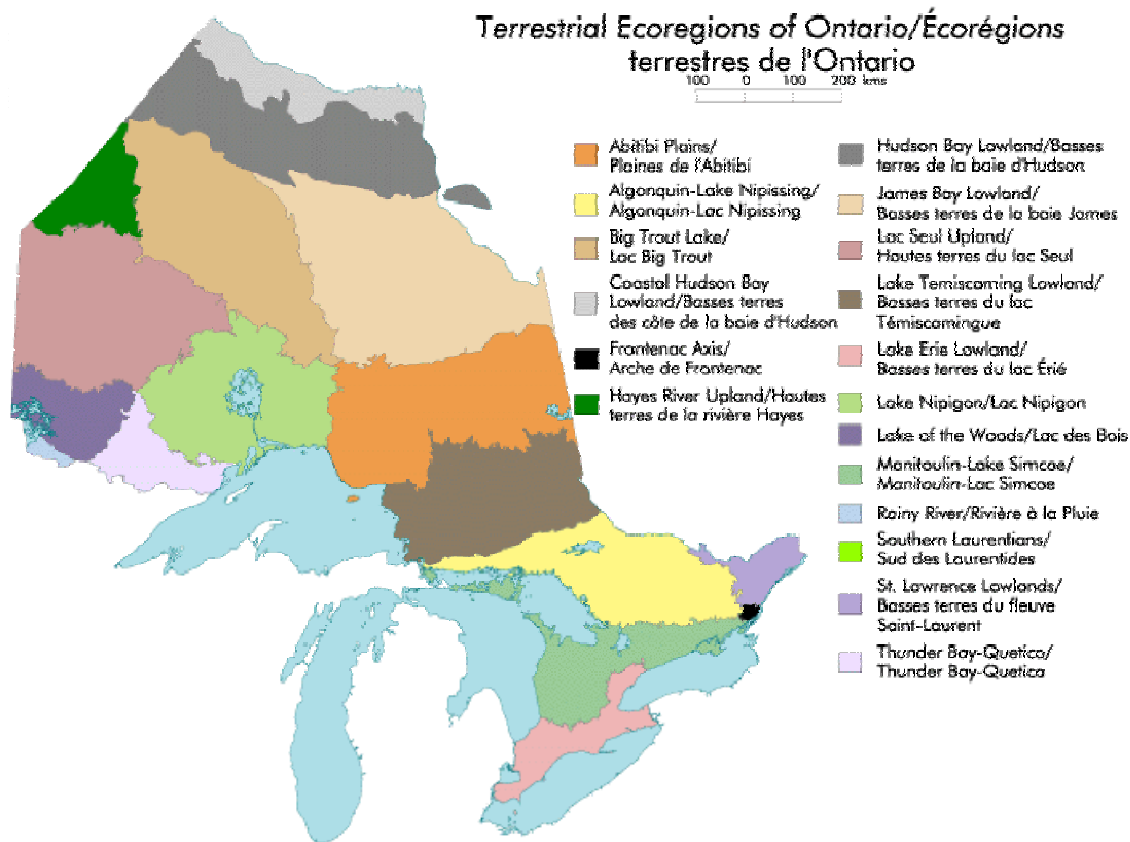 Terrestrial Ecoregions of Ontario/Écorégions
terrestres de l'Ontario
100 0 100 200 kms
Abitibi Plains/
Plaines de l'Abitibi
Algonquin-Lake Nipissing/
Algonquin-Lac Nipissing
Big Trout Lake/
Lac Big Trout
Coastal Hudson Bay
Lowland/Basses terres
des côte de la baie d'Hudson
Frontenac Axis/
Arche de Frontenac
Hayes River Upland/Hautes
terres de la rivière Hayes
Hudson Bay Lowland/Basses
terres de la baie d'Hudson
James Bay Lowland/
Basses terres de la baie James
Lac Seul Upland/
Hautes terres du lac Seul
Lake Temiscaming Lowland/
Basses terres du lac
Témiscamingue
Lake Erie Lowland/
Basses terres du lac Érié
Lake Nipigon/Lac Nipigon
Lake of the Woods/Lac des Bois
Manitoulin-Lake Simcoe/
Manitoulin-Lac Simcoe
Rainy River/Rivière à la Pluie
Southern Laurentians/
Sud des Laurentides
St. Lawrence Lowlands/
Basses terres du fleuve
Saint-Laurent
Thunder Bay-Quetico/
Thunder Bay-Quetico